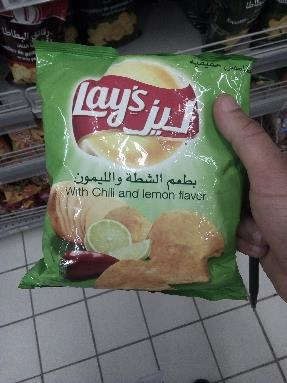 Lay's ليز
بطعم الشطة والليمون
With Chili and lemon flavor